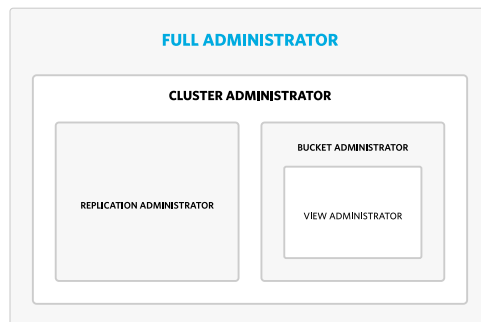 FULL ADMINISTRATOR
CLUSTER ADMINISTRATOR
BUCKET ADMINISTRATOR
REPLICATION ADMINISTRATOR
VIEW ADMINISTRATOR